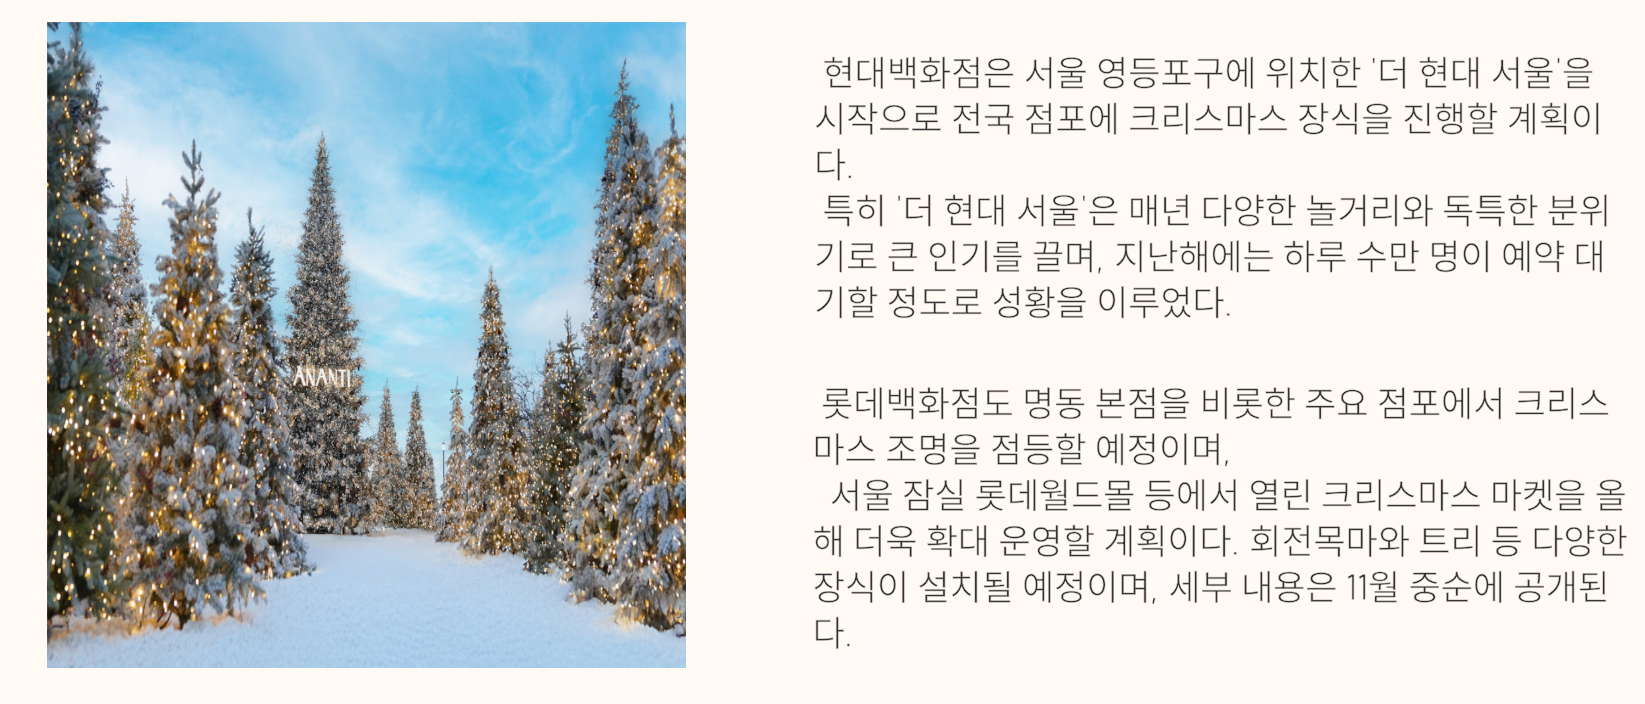 ANANTI
현대백화점은 서울 영등포구에 위치한 '더 현대 서울'을
시작으로 전국 점포에 크리스마스 장식을 진행할 계획이
다.
특히 '더 현대 서울'은 매년 다양한 놀거리와 독특한 분위
기로 큰 인기를 끌며, 지난해에는 하루 수만 명이 예약 대
기할 정도로 성황을 이루었다.
롯데백화점도 명동 본점을 비롯한 주요 점포에서 크리스
마스 조명을 점등할 예정이며,
서울 잠실 롯데월드몰 등에서 열린 크리스마스 마켓을 올
해 더욱 확대 운영할 계획이다. 회전목마와 트리 등 다양한
장식이 설치될 예정이며, 세부 내용은 11월 중순에 공개된
다.